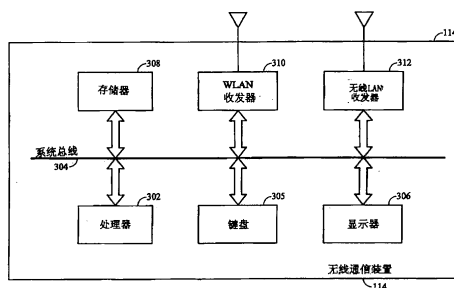 114
308
存储器
310
WLAN
收发器
312
无线LAN
收发器
系统总线
304
302
处理器
305
键盘
306
显示器
无线通信装置
114